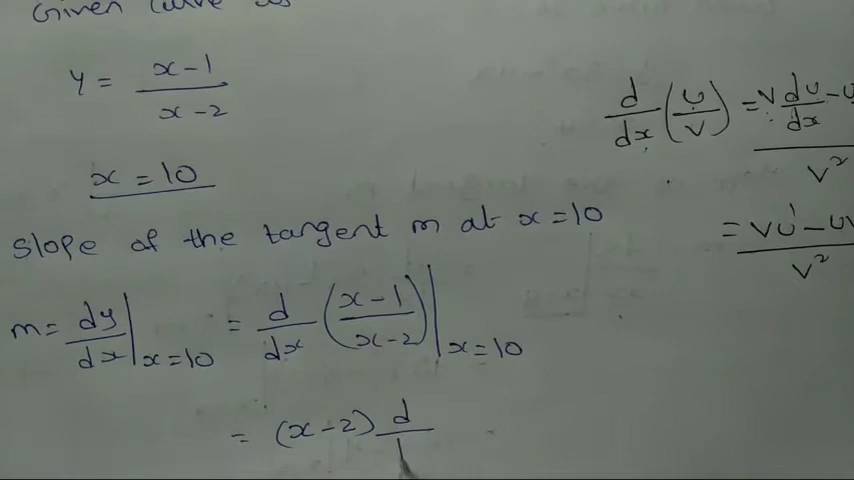 Given curve is
y = x-1 / x-2
x = 10
Slope of the tangent m at x = 10
m = dy/dx | x=10 = d/dx (x-1 / x-2) | x=10
= (x-2) d
d/dx (U/V) = V dU/dx - U
V²
= VU' - UV
V²